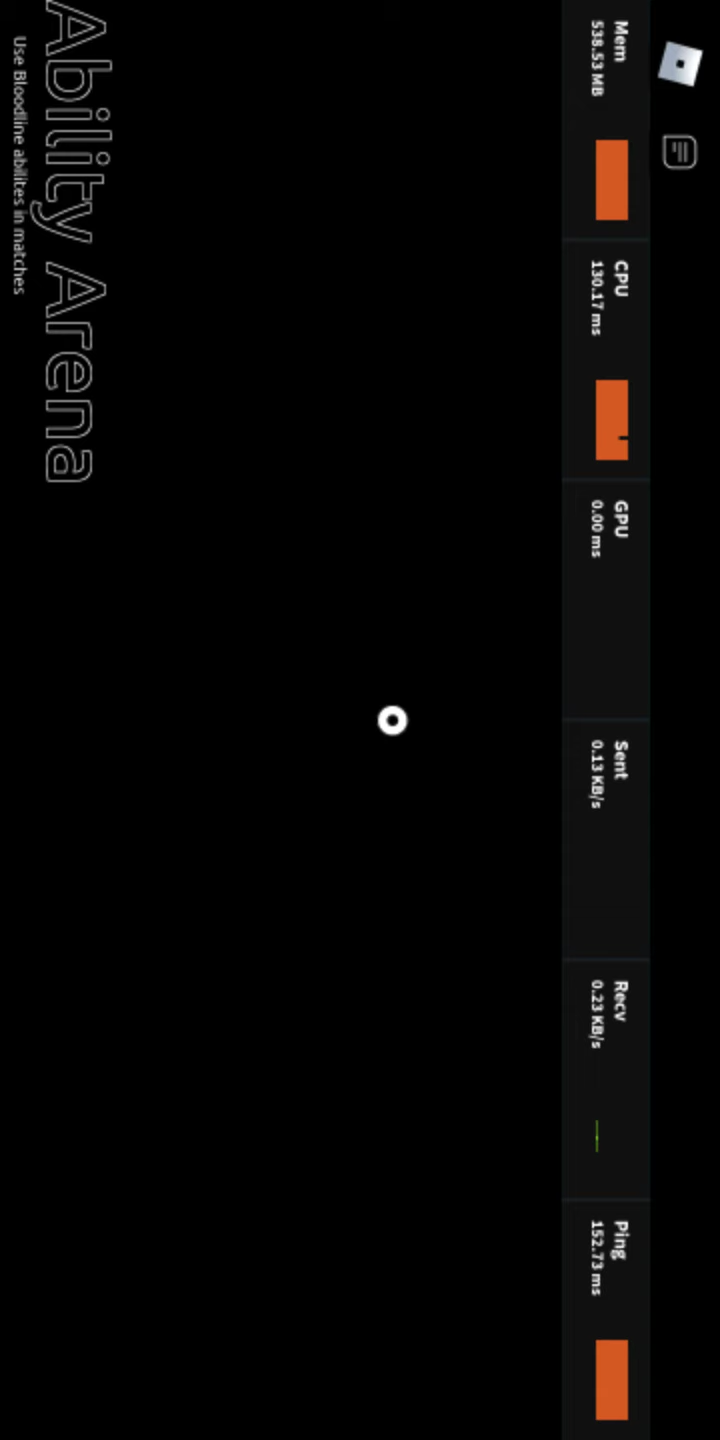 Mem
538.53 MB
CPU
130.17 ms
GPU
0.00 ms
Sent
0.13 KB/s
Recv
0.23 KB/s
Ping
152.73 ms
Ability Arena
Use Bloodline abilites in matches